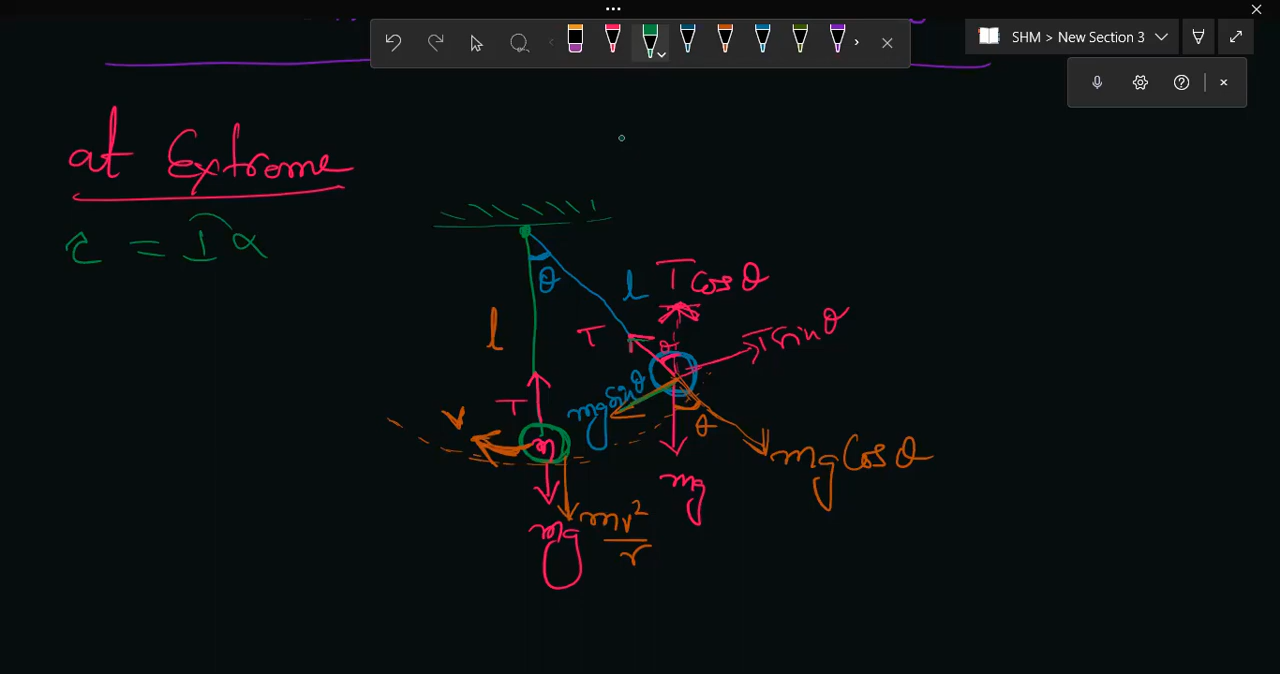 SHM > New Section 3
at Extreme
τ = Iα
θ
l
T cos θ
l
T
θ
T sin θ
mg sin θ
T
v
m
θ
mg cos θ
mg
mv²/r
mg